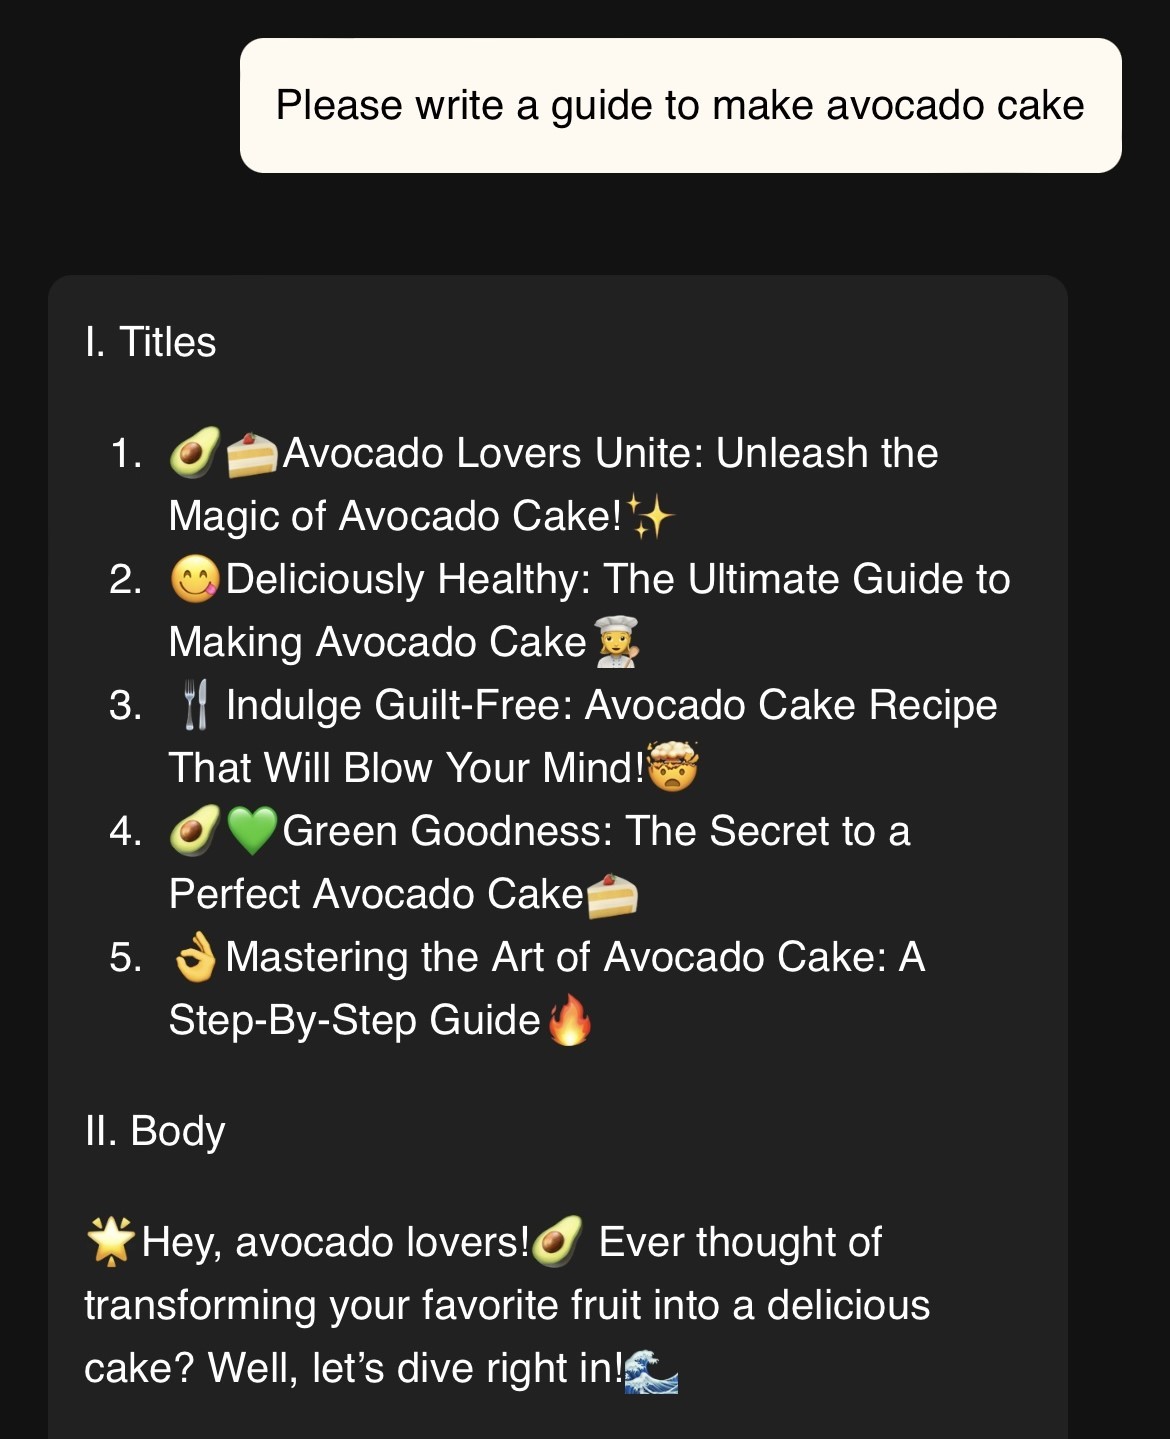 Please write a guide to make avocado cake
I. Titles
1. 🥑🍰Avocado Lovers Unite: Unleash the
Magic of Avocado Cake!✨
2. 😋Deliciously Healthy: The Ultimate Guide to
Making Avocado Cake🧑‍🍳
3. 🍴Indulge Guilt-Free: Avocado Cake Recipe
That Will Blow Your Mind!🤯
4. 🥑💚Green Goodness: The Secret to a
Perfect Avocado Cake🍰
5. 👌Mastering the Art of Avocado Cake: A
Step-By-Step Guide🔥
II. Body
🌟Hey, avocado lovers!🥑 Ever thought of
transforming your favorite fruit into a delicious
cake? Well, let’s dive right in!🌊